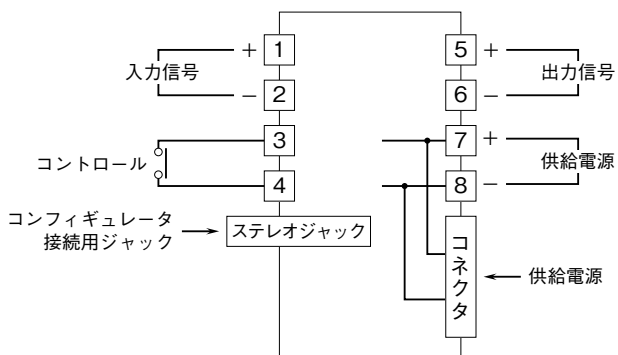 入力信号
+ 1
− 2
コントロール
3
4
コンフィギュレータ
接続用ジャック
ステレオジャック
5 +
6 −
出力信号
7 +
8 −
供給電源
コネクタ
供給電源